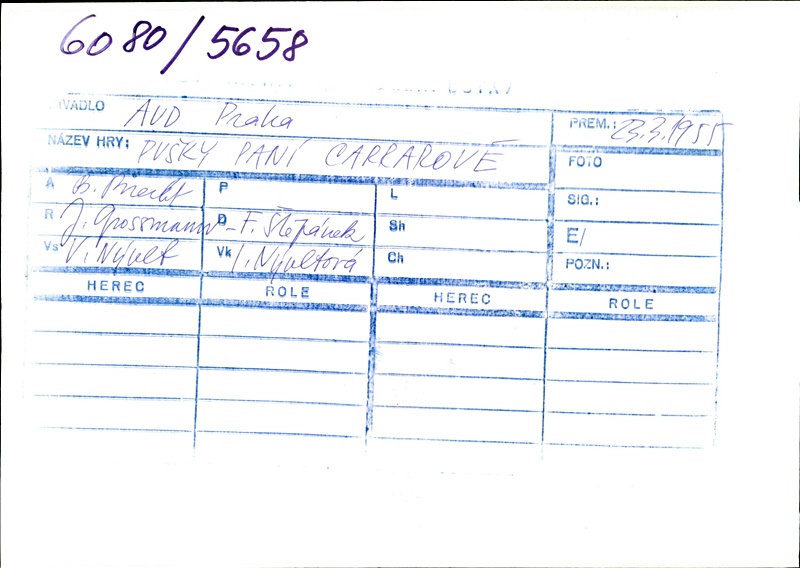 6080/5658
DIVADLO AUD Praha PREM.: 23.3.1955
NÁZEV HRY: PUŠKY PANÍ CARRAROVÉ FOTO
A B. Brecht P L SIG.:
R J. Grossmann D - F. Štěpánek Sh E/
Vs V. Nývlt Vk I. Nývltová Ch POZN.:
HEREC ROLE HEREC ROLE